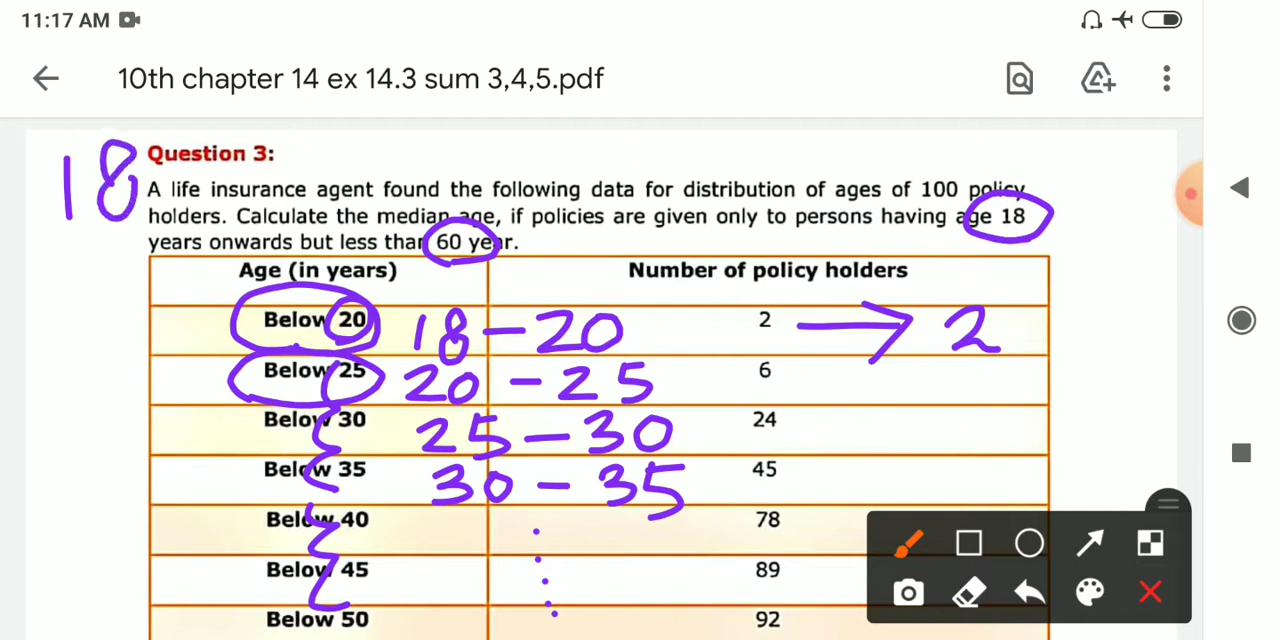 11:17 AM
10th chapter 14 ex 14.3 sum 3,4,5.pdf
18
Question 3:
A life insurance agent found the following data for distribution of ages of 100 policy
holders. Calculate the median age, if policies are given only to persons having age 18
years onwards but less than 60 year.
Age (in years) Number of policy holders
Below 20 18 - 20 2 → 2
Below 25 20 - 25 6
Below 30 25 - 30 24
Below 35 30 - 35 45
Below 40 78
Below 45 89
Below 50 92